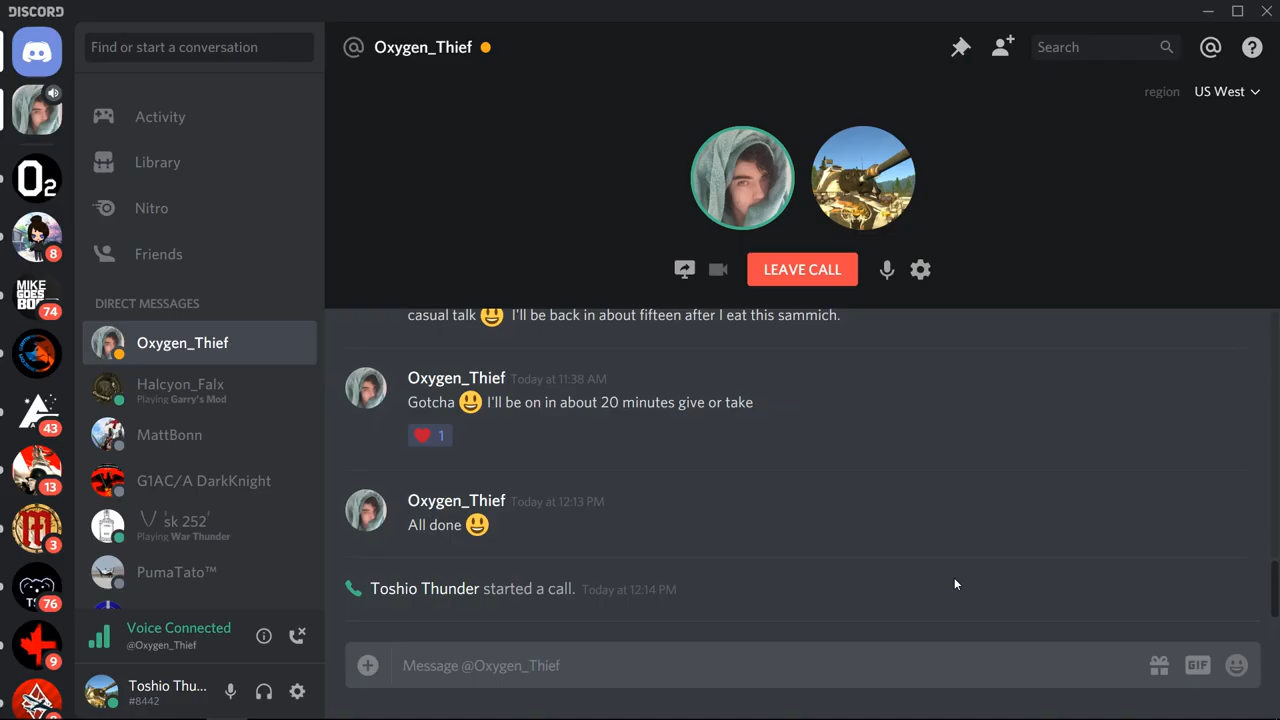 DISCORD
Find or start a conversation
Activity
Library
Nitro
Friends
DIRECT MESSAGES
Oxygen_Thief
Halcyon_Falx
Playing Garry's Mod
MattBonn
G1AC/A DarkKnight
Playing War Thunder
PumaTato™
Voice Connected
@Oxygen_Thief
Toshio Thu...
#8442
O2
8
MIKE
GOES
74
43
13
3
76
9
@ Oxygen_Thief
Search
region US West
LEAVE CALL
casual talk 😃 I'll be back in about fifteen after I eat this sammich.
Oxygen_Thief Today at 11:38 AM
Gotcha 😃 I'll be on in about 20 minutes give or take
❤ 1
Oxygen_Thief Today at 12:13 PM
All done 😃
Toshio Thunder started a call. Today at 12:14 PM
Message @Oxygen_Thief
GIF